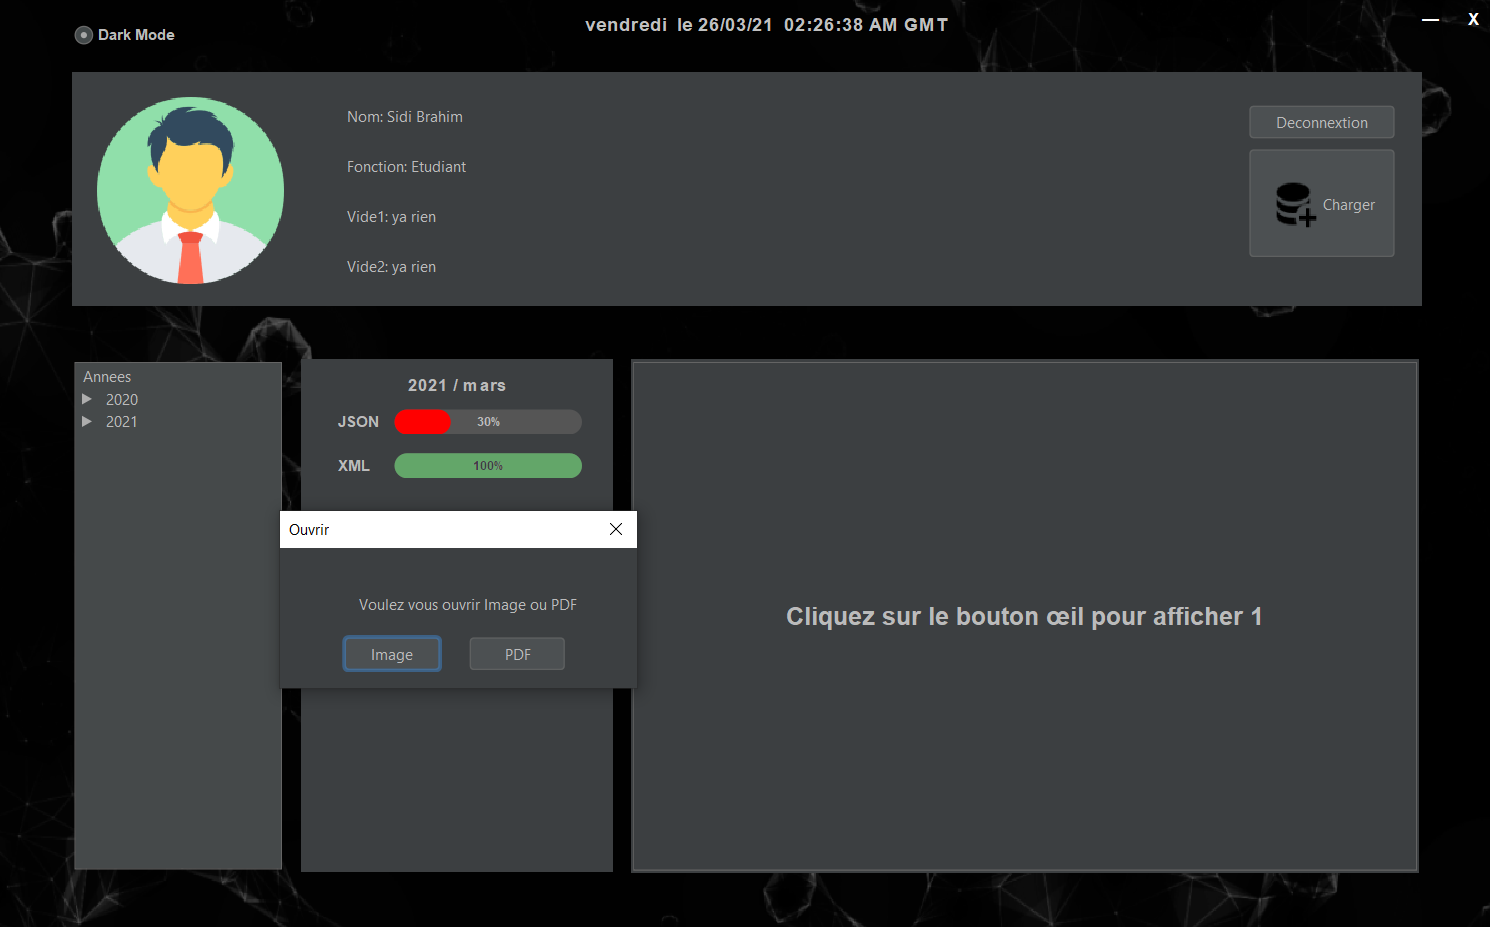 vendredi le 26/03/21 02:26:38 AM GMT
— X
Dark Mode
Nom: Sidi Brahim
Fonction: Etudiant
Vide1: ya rien
Vide2: ya rien
Deconnextion
Charger
Annees
2020
2021
2021 / mars
JSON 30%
XML 100%
Ouvrir
Voulez vous ouvrir Image ou PDF
Image PDF
Cliquez sur le bouton œil pour afficher 1